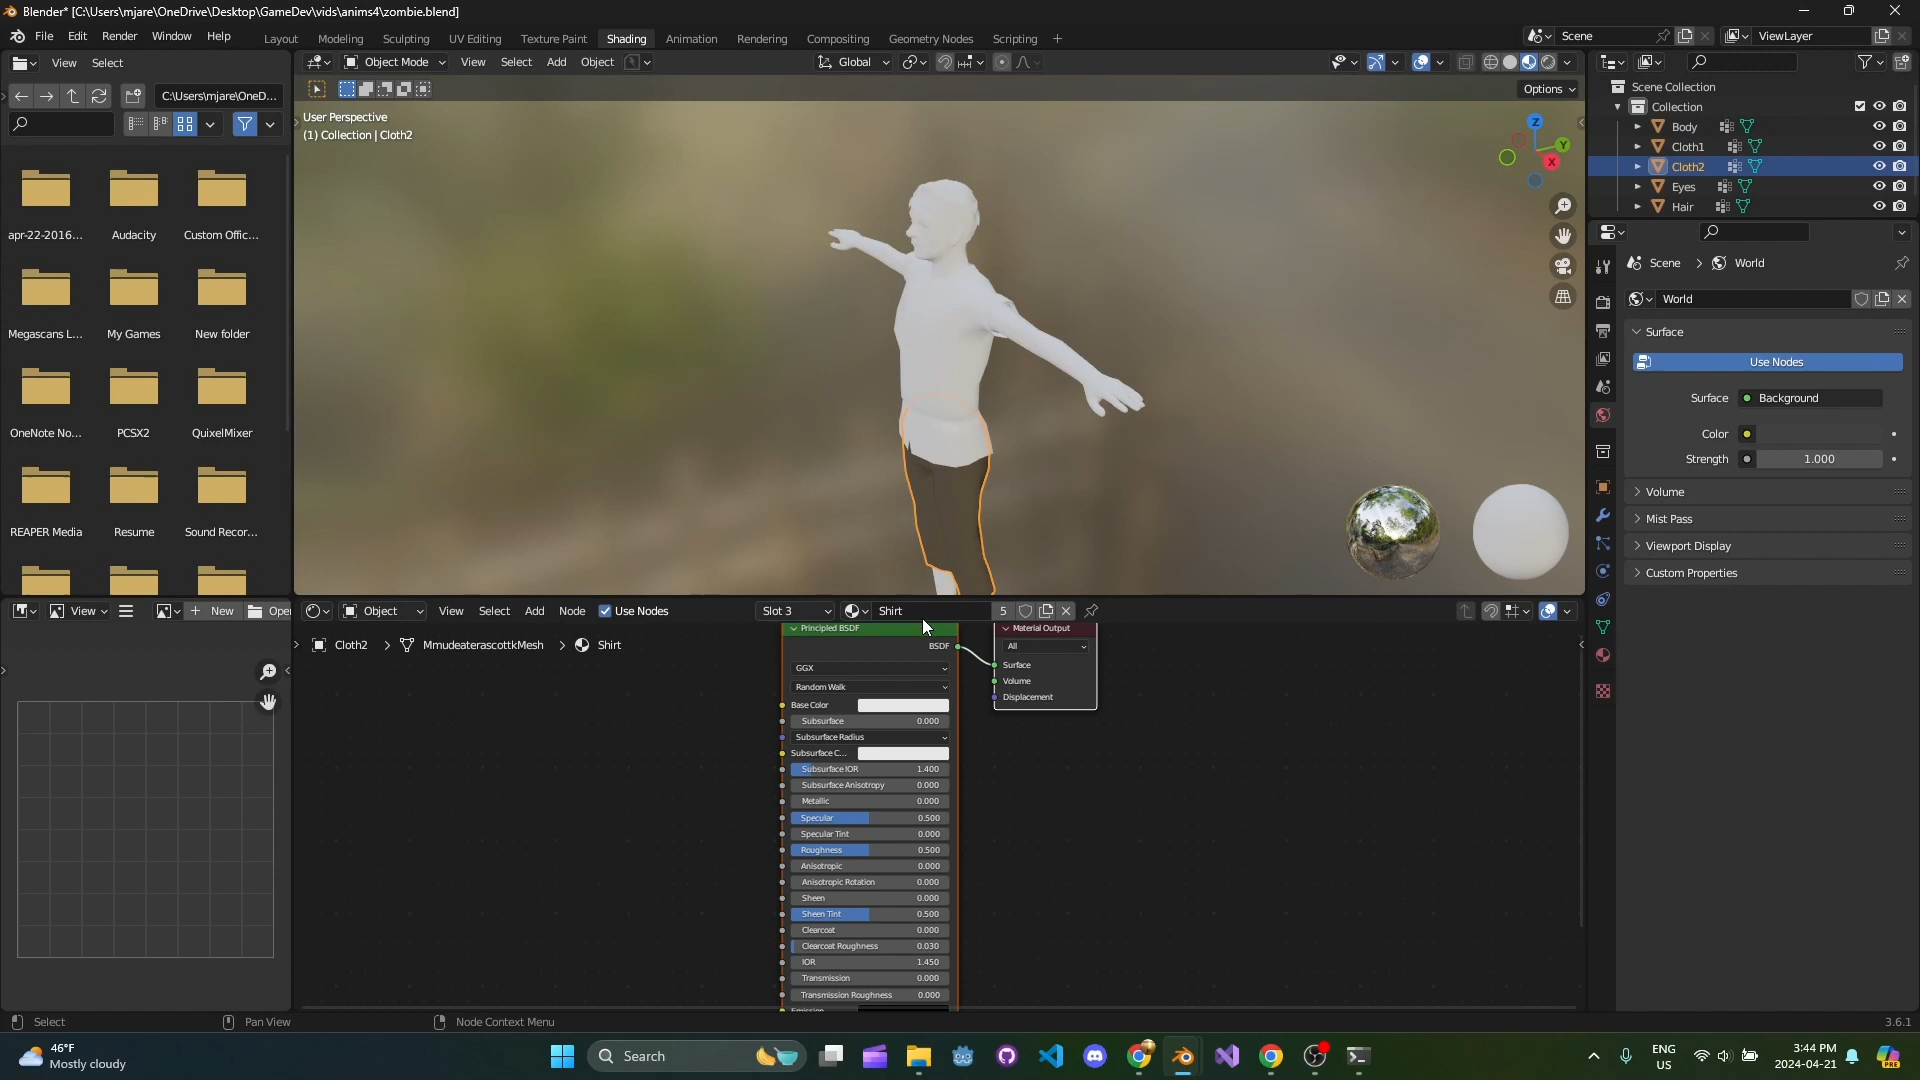 Blender* [C:\Users\mjare\OneDrive\Desktop\GameDev\vids\anims4\zombie.blend]
File Edit Render Window Help
Layout Modeling Sculpting UV Editing Texture Paint Shading Animation Rendering Compositing Geometry Nodes Scripting +
Scene
ViewLayer
View Select
Object Mode View Select Add Object
Global
C:\Users\mjare\OneD...
Options
User Perspective
(1) Collection | Cloth2
Z
Y
X
Scene Collection
Collection
Body
Cloth1
Cloth2
Eyes
Hair
apr-22-2016... Audacity Custom Offic...
Megascans L... My Games New folder
OneNote No... PCSX2 QuixelMixer
REAPER Media Resume Sound Recor...
Scene > World
World
Surface
Use Nodes
Surface Background
Color
Strength 1.000
Volume
Mist Pass
Viewport Display
Custom Properties
View + New Open
Object View Select Add Node Use Nodes
Slot 3 Shirt 5
Cloth2 > MmudeaterascottkMesh > Shirt
Principled BSDF
BSDF
GGX
Random Walk
Base Color
Subsurface 0.000
Subsurface Radius
Subsurface C...
Subsurface IOR 1.400
Subsurface Anisotropy 0.000
Metallic 0.000
Specular 0.500
Specular Tint 0.000
Roughness 0.500
Anisotropic 0.000
Anisotropic Rotation 0.000
Sheen 0.000
Sheen Tint 0.500
Clearcoat 0.000
Clearcoat Roughness 0.030
IOR 1.450
Transmission 0.000
Transmission Roughness 0.000
Emission
Material Output
All
Surface
Volume
Displacement
Select
Pan View
Node Context Menu
3.6.1
46°F
Mostly cloudy
Search
ENG
US
3:44 PM
2024-04-21
PRE